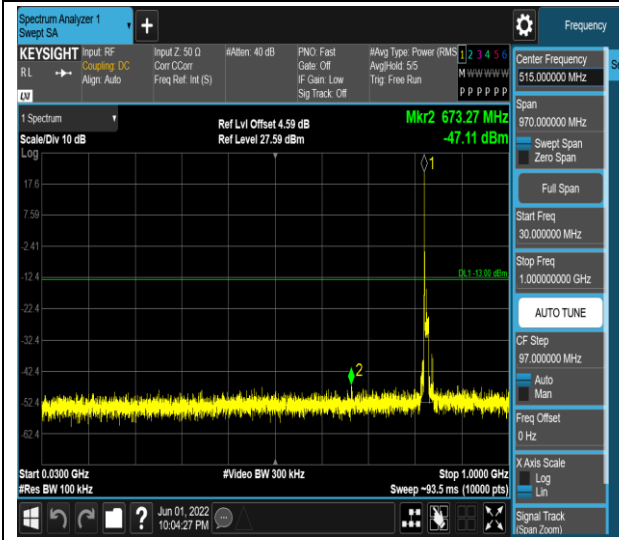 Spectrum Analyzer 1
Swept SA
+
Frequency
KEYSIGHT
RL
LXI
Input: RF
Coupling: DC
Align: Auto
Input Z: 50 Ω
Corr CCorr
Freq Ref: Int (S)
#Atten: 40 dB
PNO: Fast
Gate: Off
IF Gain: Low
Sig Track: Off
#Avg Type: Power (RMS
Avg|Hold: 5/5
Trig: Free Run
1 2 3 4 5 6
M W W W W W
P P P P P P
1 Spectrum
Scale/Div 10 dB
Log
Ref Lvl Offset 4.59 dB
Ref Level 27.59 dBm
Mkr2 673.27 MHz
-47.11 dBm
1
17.6
7.59
-2.41
-12.4
DL1 -13.00 dBm
-22.4
-32.4
-42.4
2
-52.4
-62.4
Start 0.0300 GHz
#Res BW 100 kHz
#Video BW 300 kHz
Stop 1.0000 GHz
Sweep ~93.5 ms (10000 pts)
?
Jun 01, 2022
10:04:27 PM
Center Frequency
515.000000 MHz
Span
970.000000 MHz
Swept Span
Zero Span
Full Span
Start Freq
30.000000 MHz
Stop Freq
1.000000000 GHz
AUTO TUNE
CF Step
97.000000 MHz
Auto
Man
Freq Offset
0 Hz
X Axis Scale
Log
Lin
Signal Track
(Span Zoom)